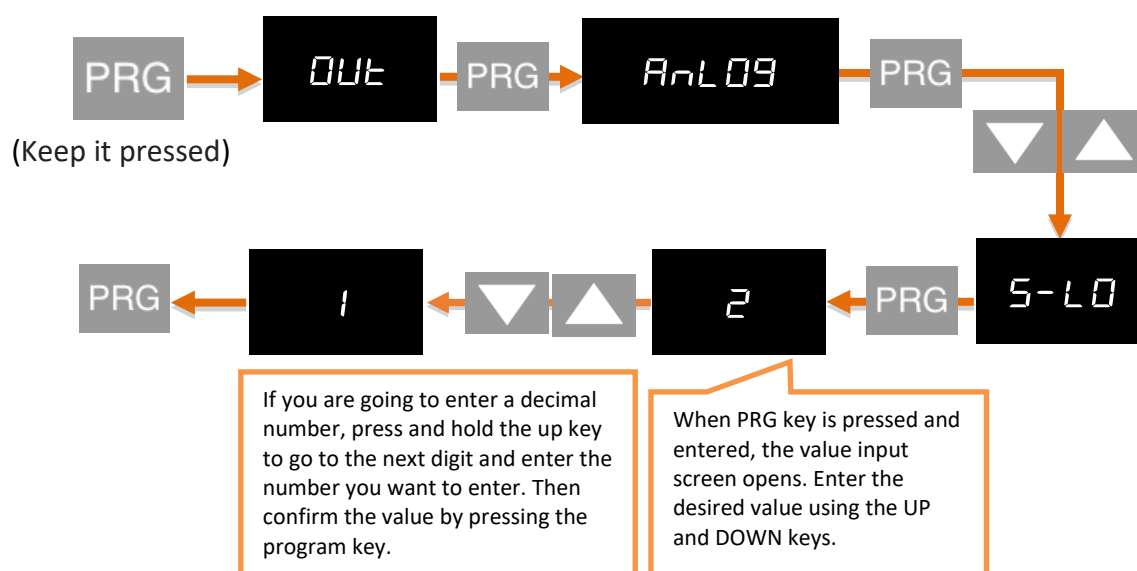 PRG
OUt
PRG
AnLOg
PRG
(Keep it pressed)
PRG
1
2
PRG
S-LO
If you are going to enter a decimal
number, press and hold the up key
to go to the next digit and enter the
number you want to enter. Then
confirm the value by pressing the
program key.
When PRG key is pressed and
entered, the value input
screen opens. Enter the
desired value using the UP
and DOWN keys.